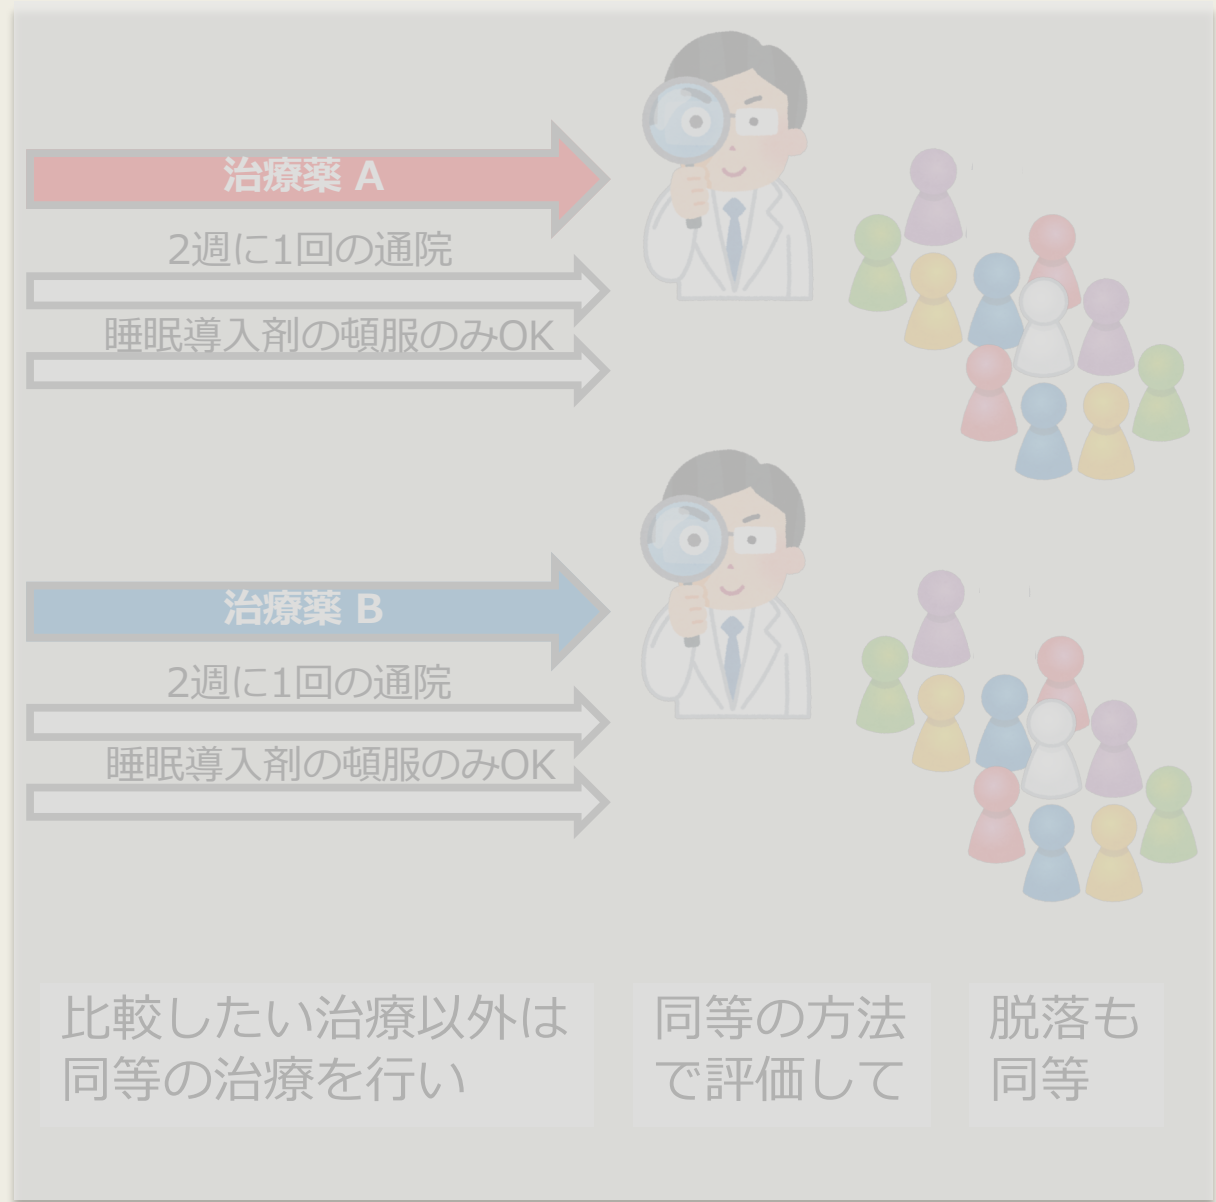 治療薬 A
2週に1回の通院
睡眠導入剤の頓服のみOK
治療薬 B
2週に1回の通院
睡眠導入剤の頓服のみOK
比較したい治療以外は
同等の治療を行い
同等の方法
で評価して
脱落も
同等